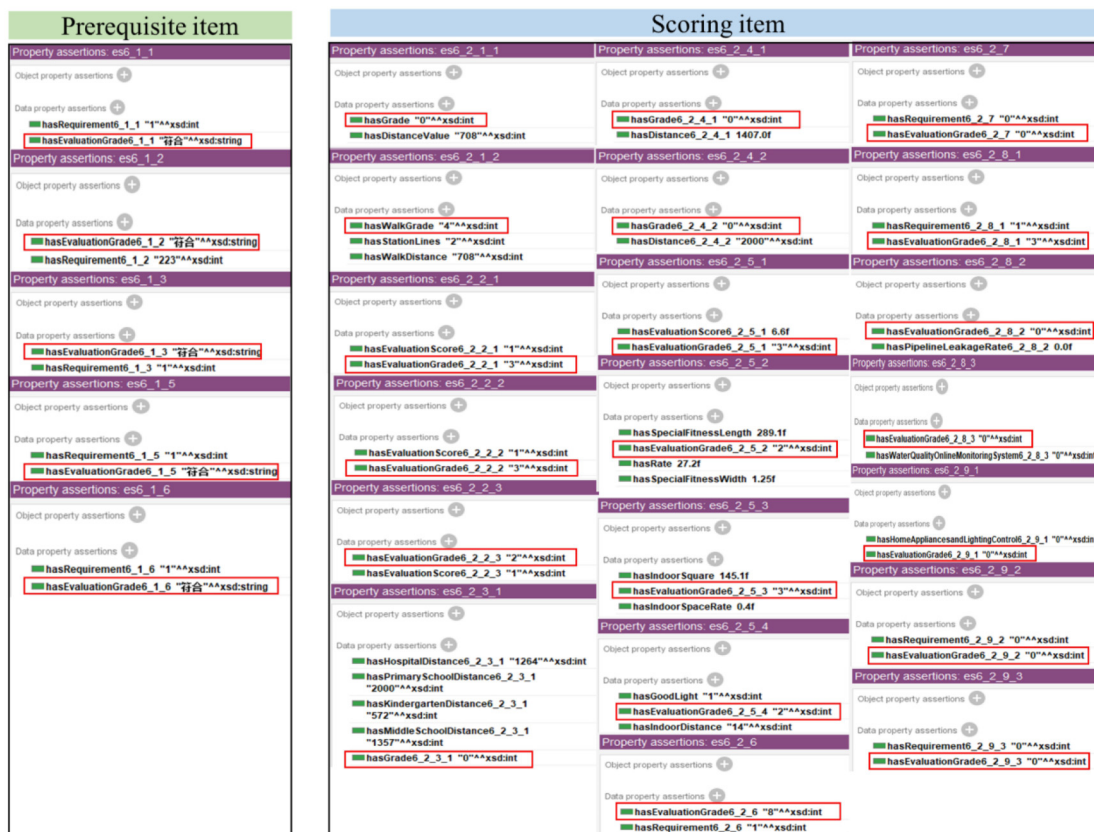 Prerequisite item
Property assertions: es6_1_1
Object property assertions
Data property assertions
hasRequirement6_1_1 "1"^^xsd:int
hasEvaluationGrade6_1_1 "符合"^^xsd:string
Property assertions: es6_1_2
Object property assertions
Data property assertions
hasEvaluationGrade6_1_2 "符合"^^xsd:string
hasRequirement6_1_2 "223"^^xsd:int
Property assertions: es6_1_3
Object property assertions
Data property assertions
hasEvaluationGrade6_1_3 "符合"^^xsd:string
hasRequirement6_1_3 "1"^^xsd:int
Property assertions: es6_1_5
Object property assertions
Data property assertions
hasRequirement6_1_5 "1"^^xsd:int
hasEvaluationGrade6_1_5 "符合"^^xsd:string
Property assertions: es6_1_6
Object property assertions
Data property assertions
hasRequirement6_1_6 "1"^^xsd:int
hasEvaluationGrade6_1_6 "符合"^^xsd:string
Scoring item
Property assertions: es6_2_1_1
Object property assertions
Data property assertions
hasGrade "0"^^xsd:int
hasDistanceValue "708"^^xsd:int
Property assertions: es6_2_1_2
Object property assertions
Data property assertions
hasWalkGrade "4"^^xsd:int
hasStationLines "2"^^xsd:int
hasWalkDistance "708"^^xsd:int
Property assertions: es6_2_2_1
Object property assertions
Data property assertions
hasEvaluationScore6_2_2_1 "1"^^xsd:int
hasEvaluationGrade6_2_2_1 "3"^^xsd:int
Property assertions: es6_2_2_2
Object property assertions
Data property assertions
hasEvaluationScore6_2_2_2 "1"^^xsd:int
hasEvaluationGrade6_2_2_2 "3"^^xsd:int
Property assertions: es6_2_2_3
Object property assertions
Data property assertions
hasEvaluationGrade6_2_2_3 "2"^^xsd:int
hasEvaluationScore6_2_2_3 "1"^^xsd:int
Property assertions: es6_2_3_1
Object property assertions
Data property assertions
hasHospitalDistance6_2_3_1 "1264"^^xsd:int
hasPrimarySchoolDistance6_2_3_1
"2000"^^xsd:int
hasKindergartenDistance6_2_3_1
"572"^^xsd:int
hasMiddleSchoolDistance6_2_3_1
"1357"^^xsd:int
hasGrade6_2_3_1 "0"^^xsd:int
Property assertions: es6_2_4_1
Object property assertions
Data property assertions
hasGrade6_2_4_1 "0"^^xsd:int
hasDistance6_2_4_1 1407.0f
Property assertions: es6_2_4_2
Object property assertions
Data property assertions
hasGrade6_2_4_2 "0"^^xsd:int
hasDistance6_2_4_2 "2000"^^xsd:int
Property assertions: es6_2_5_1
Object property assertions
Data property assertions
hasEvaluationScore6_2_5_1 6.6f
hasEvaluationGrade6_2_5_1 "3"^^xsd:int
Property assertions: es6_2_5_2
Object property assertions
Data property assertions
hasSpecialFitnessLength 289.1f
hasEvaluationGrade6_2_5_2 "2"^^xsd:int
hasRate 27.2f
hasSpecialFitnessWidth 1.25f
Property assertions: es6_2_5_3
Object property assertions
Data property assertions
hasIndoorSquare 145.1f
hasEvaluationGrade6_2_5_3 "3"^^xsd:int
hasIndoorSpaceRate 0.4f
Property assertions: es6_2_5_4
Object property assertions
Data property assertions
hasGoodLight "1"^^xsd:int
hasEvaluationGrade6_2_5_4 "2"^^xsd:int
hasIndoorDistance "14"^^xsd:int
Property assertions: es6_2_6
Object property assertions
Data property assertions
hasEvaluationGrade6_2_6 "8"^^xsd:int
hasRequirement6_2_6 "1"^^xsd:int
Property assertions: es6_2_7
Object property assertions
Data property assertions
hasRequirement6_2_7 "0"^^xsd:int
hasEvaluationGrade6_2_7 "0"^^xsd:int
Property assertions: es6_2_8_1
Object property assertions
Data property assertions
hasRequirement6_2_8_1 "1"^^xsd:int
hasEvaluationGrade6_2_8_1 "3"^^xsd:int
Property assertions: es6_2_8_2
Object property assertions
Data property assertions
hasEvaluationGrade6_2_8_2 "0"^^xsd:int
hasPipelineLeakageRate6_2_8_2 0.0f
Property assertions: es6_2_8_3
Object property assertions
Data property assertions
hasEvaluationGrade6_2_8_3 "0"^^xsd:int
hasWaterQualityOnlineMonitoringSystem6_2_8_3 "0"^^xsd:int
Property assertions: es6_2_9_1
Object property assertions
Data property assertions
hasHomeAppliancesandLightingControl6_2_9_1 "0"^^xsd:int
hasEvaluationGrade6_2_9_1 "0"^^xsd:int
Property assertions: es6_2_9_2
Object property assertions
Data property assertions
hasRequirement6_2_9_2 "0"^^xsd:int
hasEvaluationGrade6_2_9_2 "0"^^xsd:int
Property assertions: es6_2_9_3
Object property assertions
Data property assertions
hasRequirement6_2_9_3 "0"^^xsd:int
hasEvaluationGrade6_2_9_3 "0"^^xsd:int